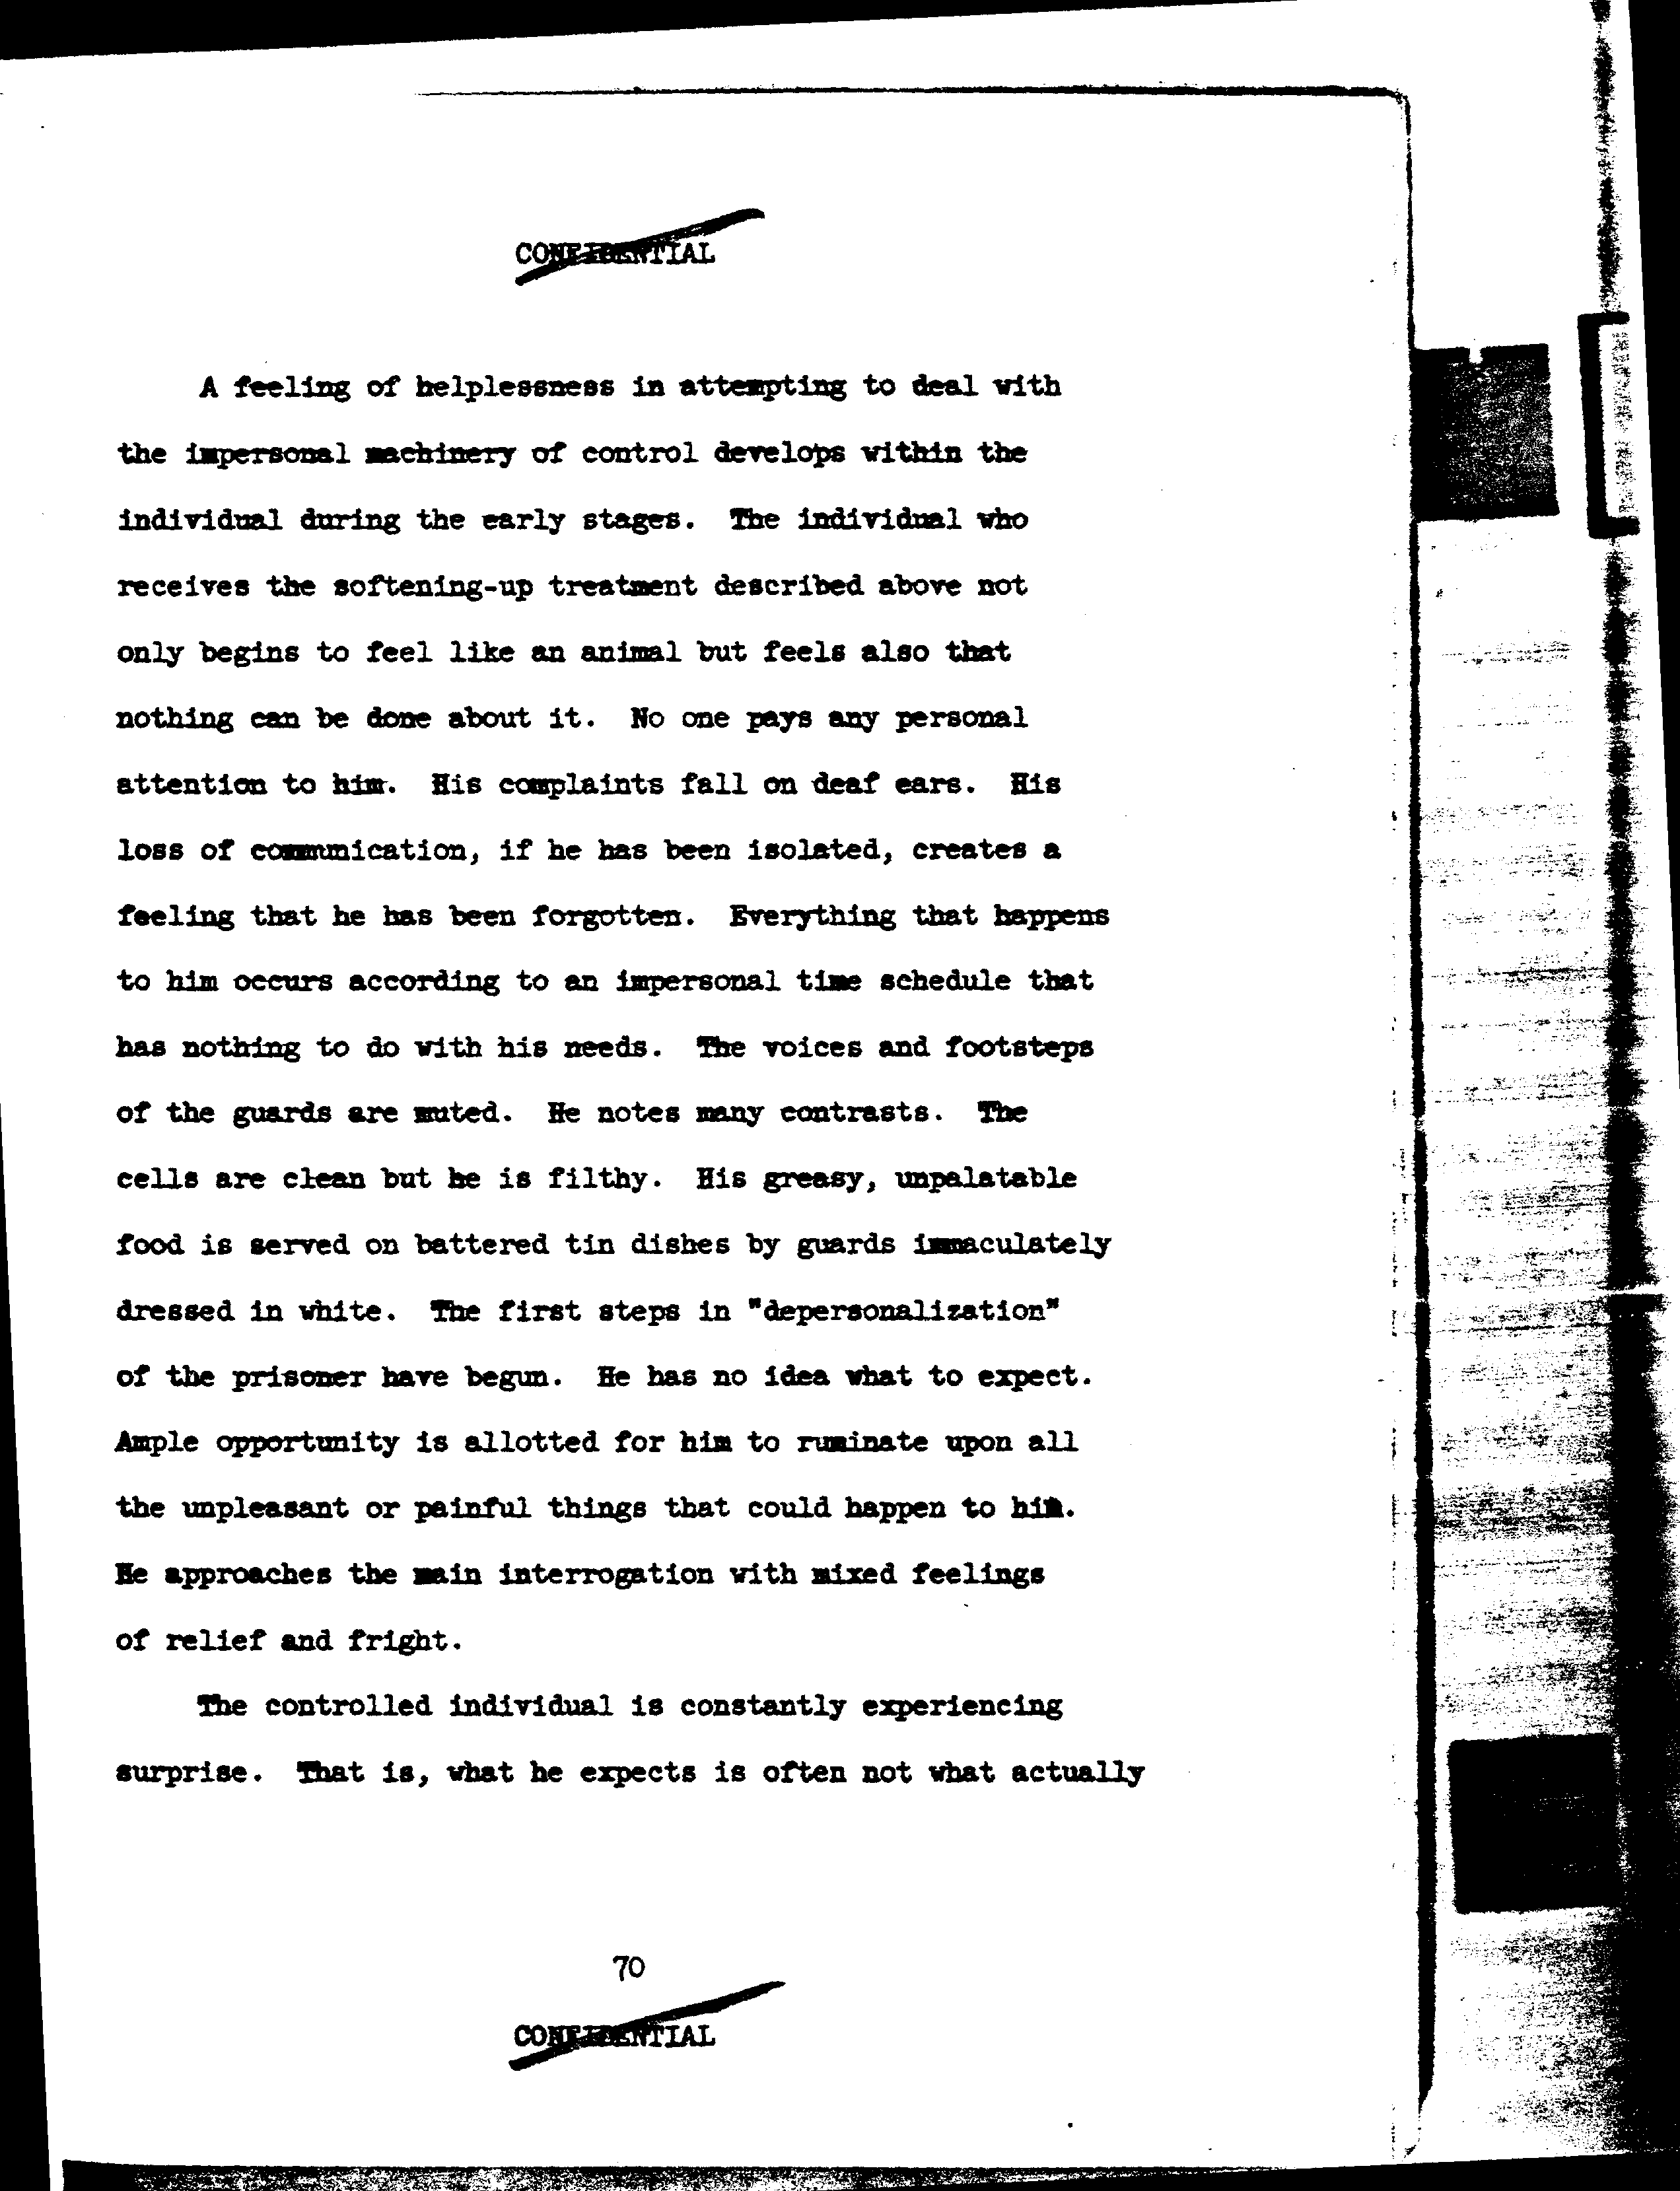 CONFIDENTIAL
A feeling of helplessness in attempting to deal with
the impersonal machinery of control develops within the
individual during the early stages. The individual who
receives the softening-up treatment described above not
only begins to feel like an animal but feels also that
nothing can be done about it. No one pays any personal
attention to him. His complaints fall on deaf ears. His
loss of communication, if he has been isolated, creates a
feeling that he has been forgotten. Everything that happens
to him occurs according to an impersonal time schedule that
has nothing to do with his needs. The voices and footsteps
of the guards are muted. He notes many contrasts. The
cells are clean but he is filthy. His greasy, unpalatable
food is served on battered tin dishes by guards immaculately
dressed in white. The first steps in "depersonalization"
of the prisoner have begun. He has no idea what to expect.
Ample opportunity is allotted for him to ruminate upon all
the unpleasant or painful things that could happen to him.
He approaches the main interrogation with mixed feelings
of relief and fright.
The controlled individual is constantly experiencing
surprise. That is, what he expects is often not what actually
70
CONFIDENTIAL